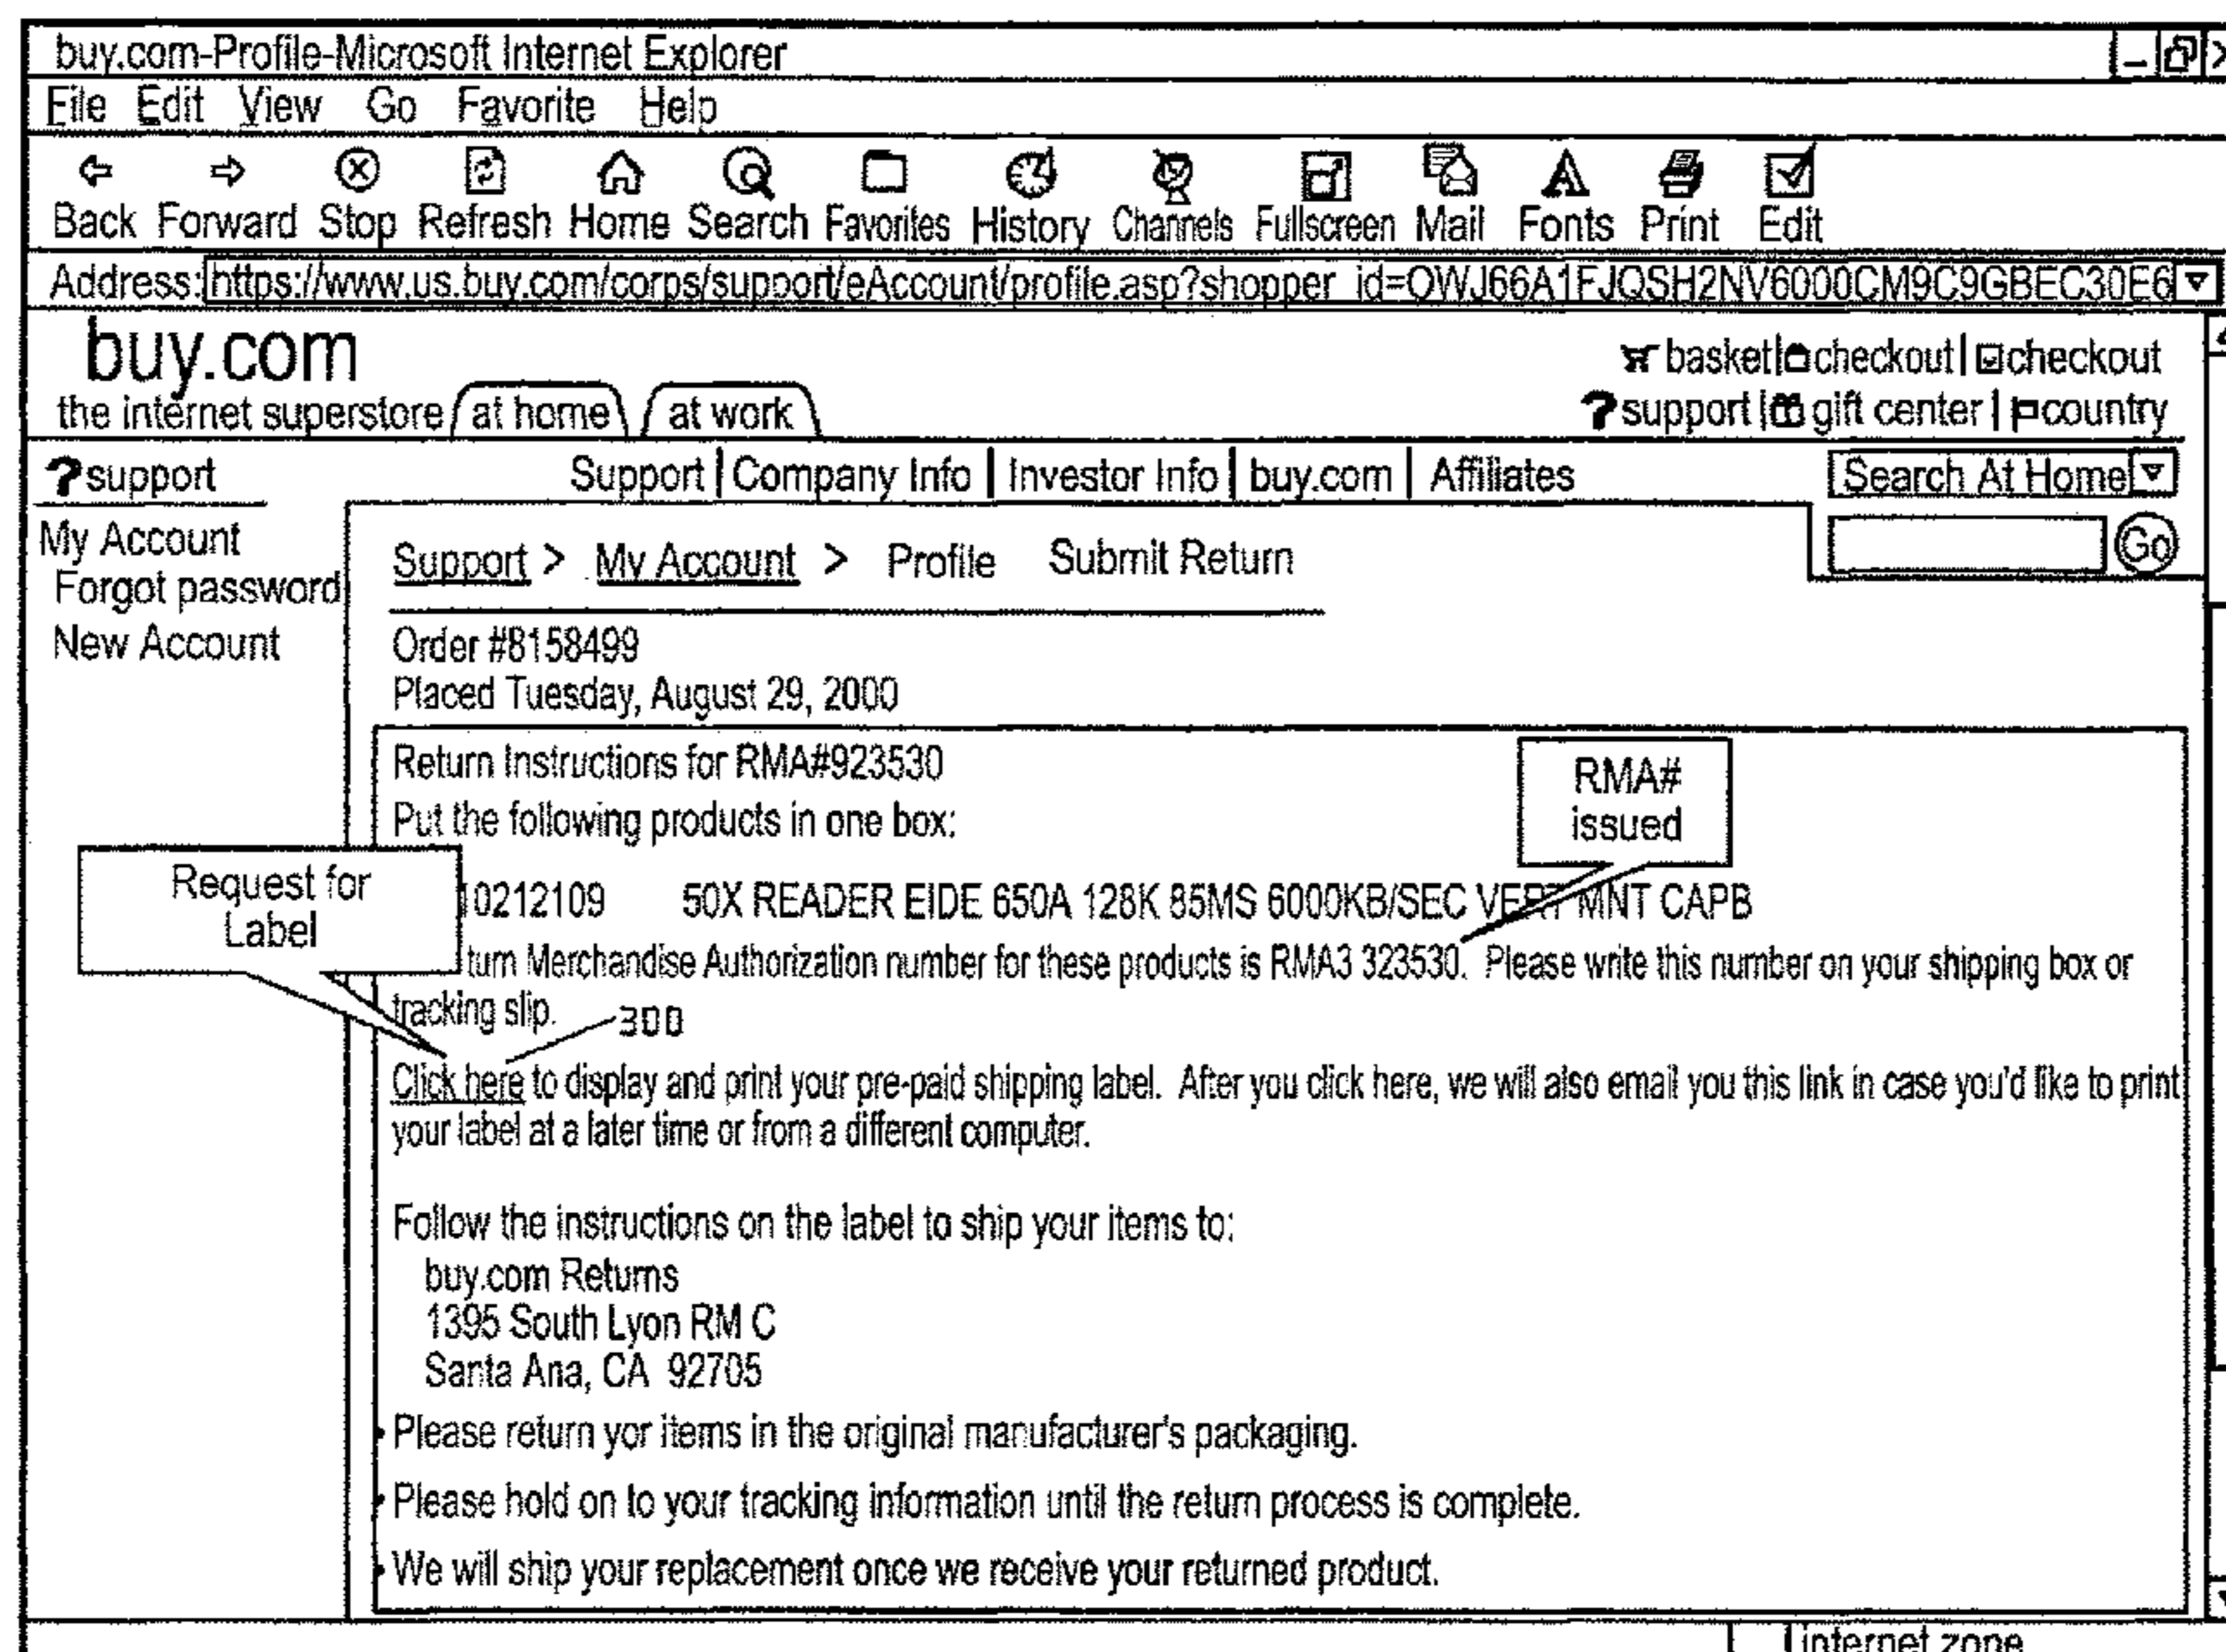 buy.com-Profile-Microsoft Internet Explorer
File Edit View Go Favorite Help
Back Forward Stop Refresh Home Search Favorites History Channels Fullscreen Mail Fonts Print Edit
Address: https://www.us.buy.com/corps/support/eAccount/profile.asp?shopper_id=OWJ66A1FJQSH2NV6000CM9C9GBEC30E6
buy.com
basket | checkout | checkout
the internet superstore at home at work
? support | gift center | country
? support
Support | Company Info | Investor Info | buy.com | Affiliates
Search At Home
My Account
Forgot password
New Account
Go
Support > My Account > Profile Submit Return
Order #8158499
Placed Tuesday, August 29, 2000
Return Instructions for RMA#923530
RMA#
issued
Put the following products in one box:
Request for
Label
10212109 50X READER EIDE 650A 128K 85MS 6000KB/SEC VERT MNT CAPB
turn Merchandise Authorization number for these products is RMA3 323530. Please write this number on your shipping box or
tracking slip.
300
Click here to display and print your pre-paid shipping label. After you click here, we will also email you this link in case you'd like to print
your label at a later time or from a different computer.
Follow the instructions on the label to ship your items to:
buy.com Returns
1395 South Lyon RM C
Santa Ana, CA 92705
• Please return yor items in the original manufacturer's packaging.
• Please hold on to your tracking information until the return process is complete.
• We will ship your replacement once we receive your returned product.
internet zone